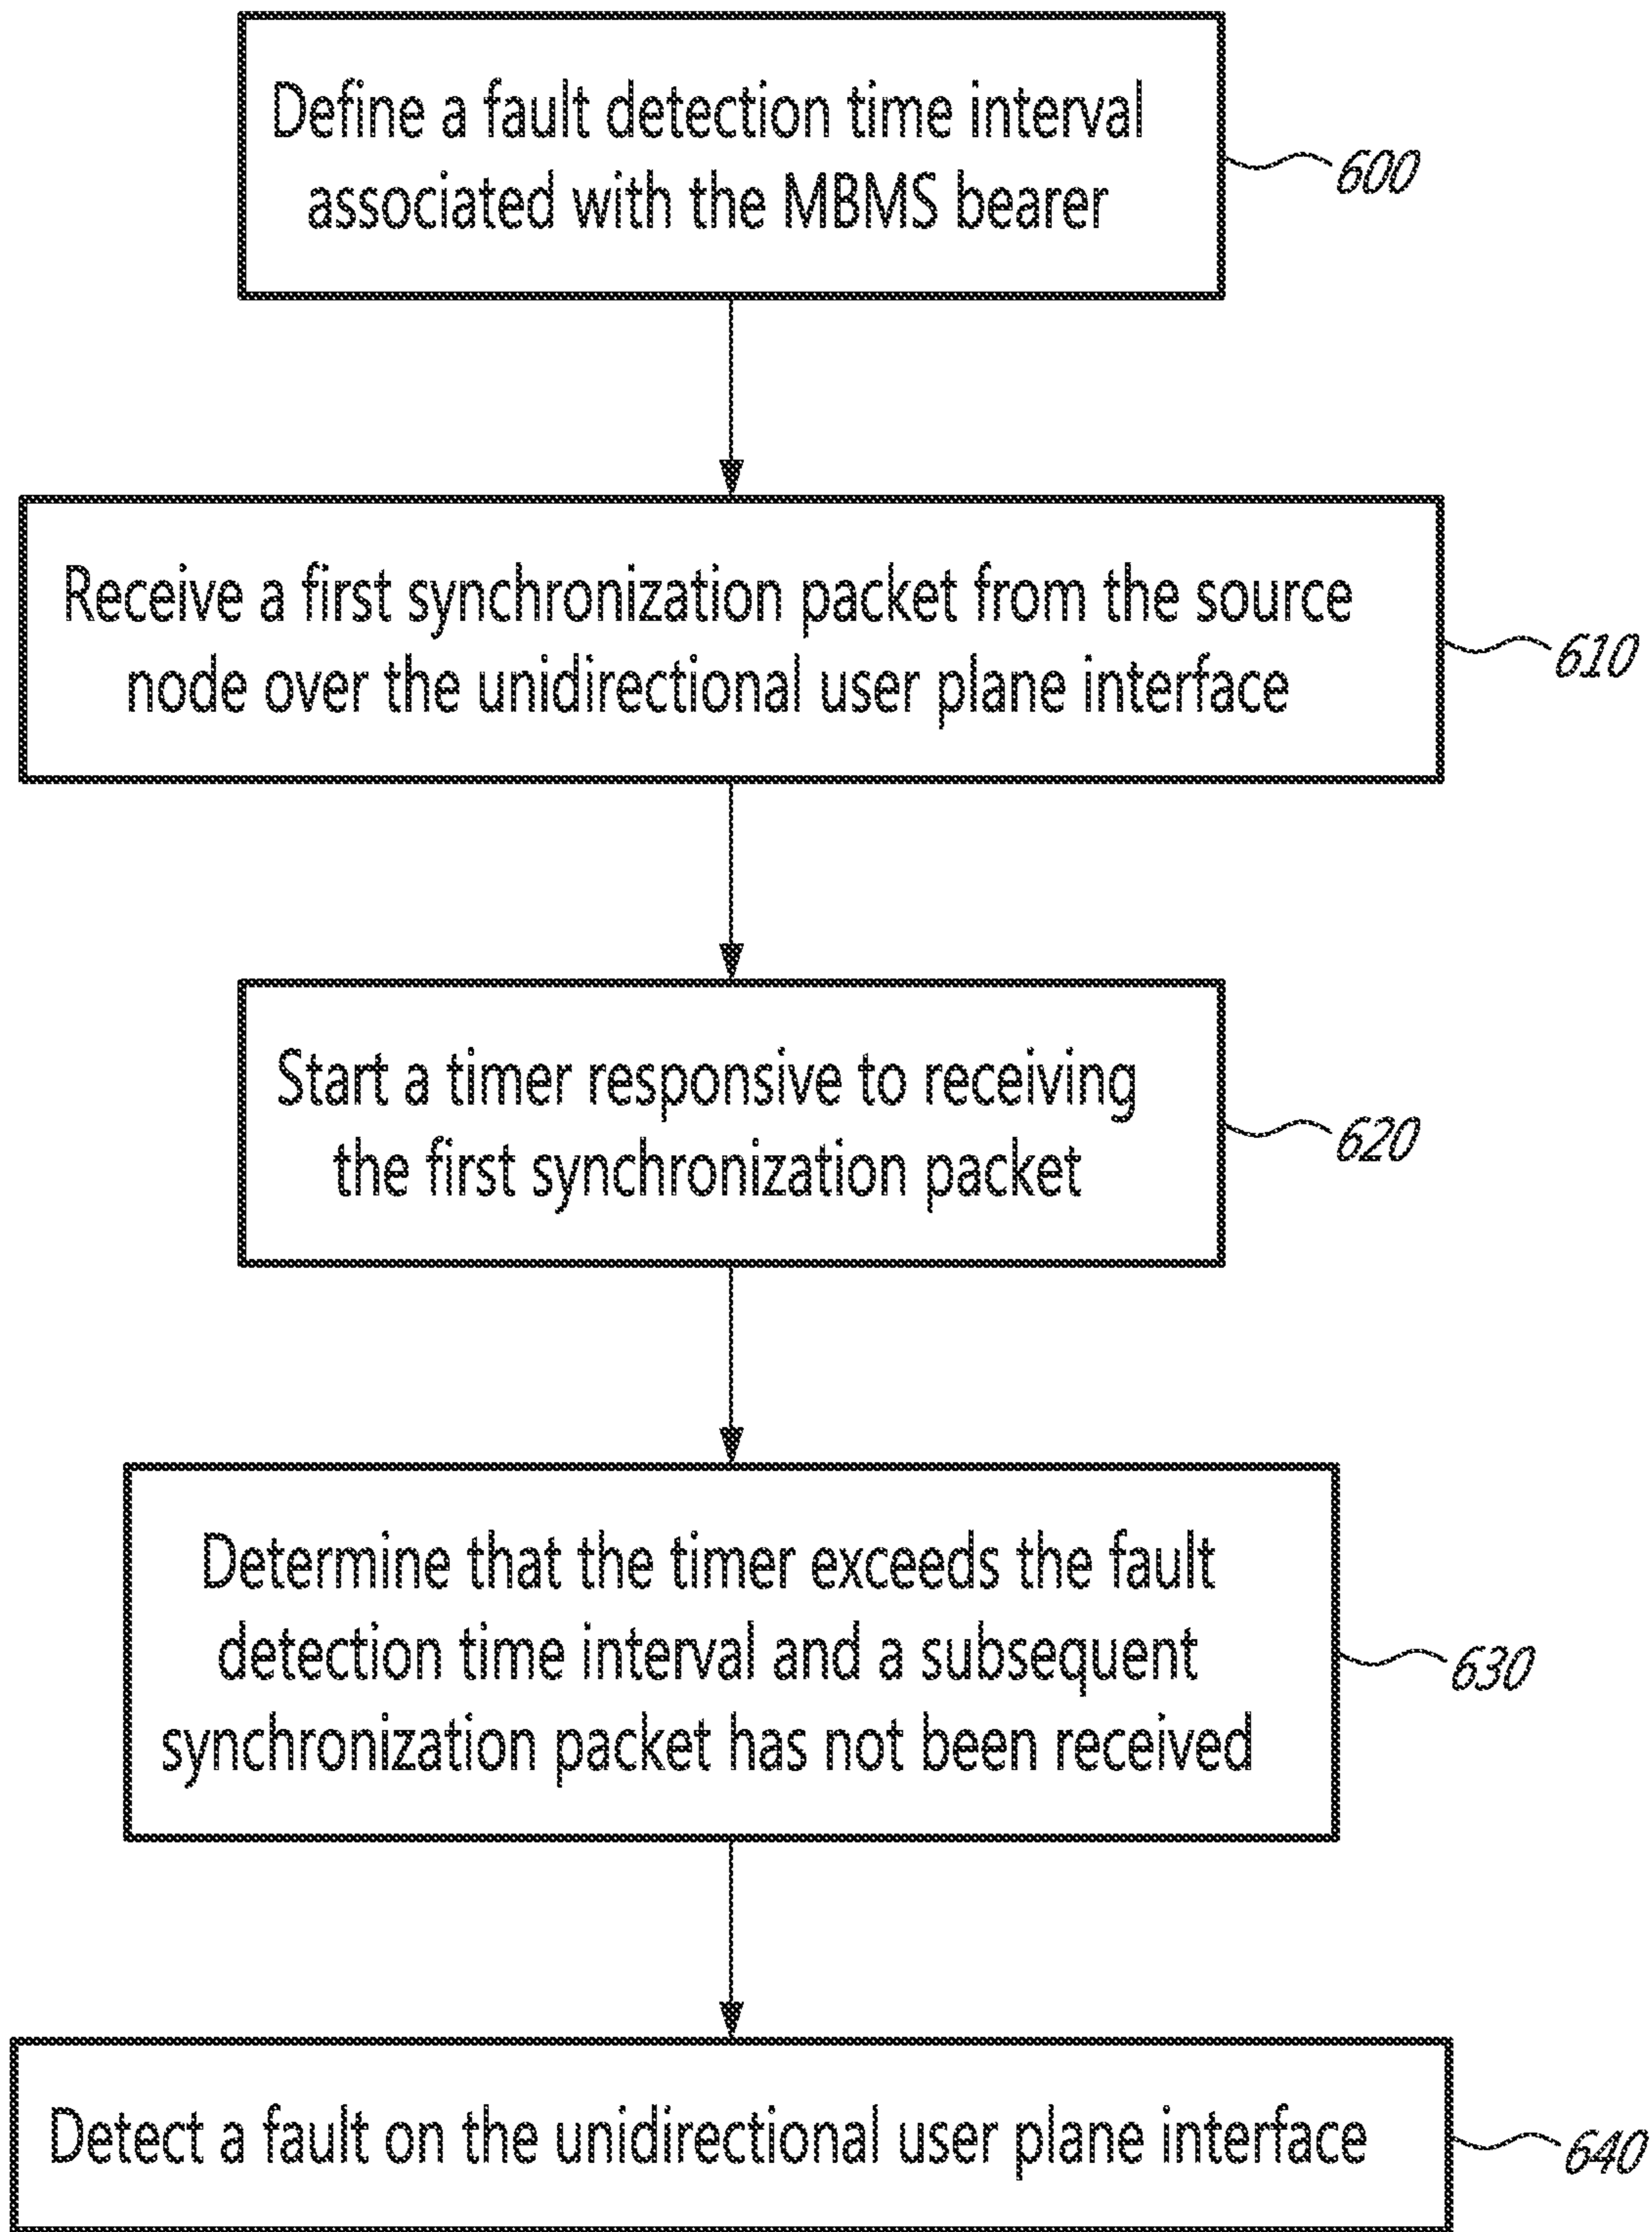 Define a fault detection time interval
associated with the MBMS bearer
600
Receive a first synchronization packet from the source
node over the unidirectional user plane interface
610
Start a timer responsive to receiving
the first synchronization packet
620
Determine that the timer exceeds the fault
detection time interval and a subsequent
synchronization packet has not been received
630
Detect a fault on the unidirectional user plane interface
640